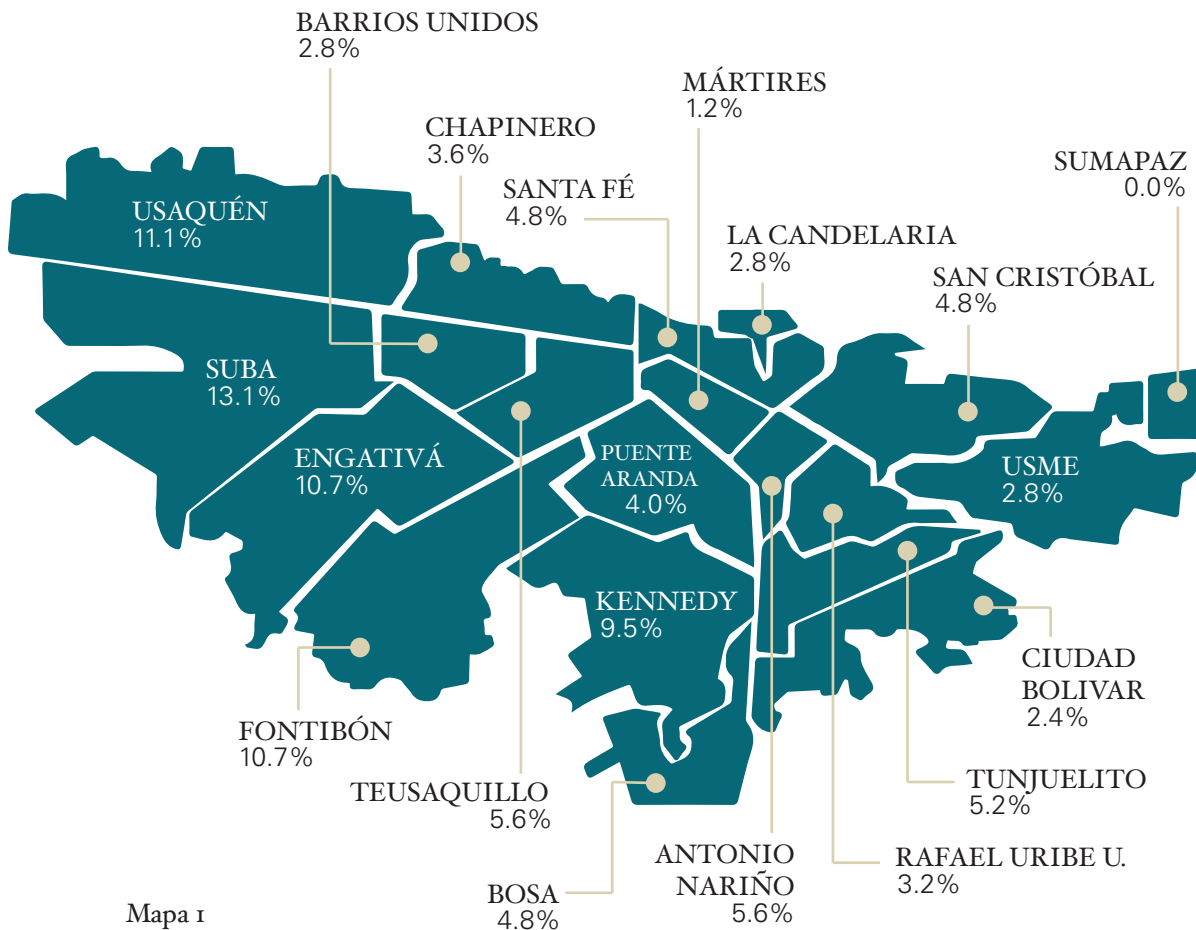 BARRIOS UNIDOS
2.8%
MÁRTIRES
1.2%
CHAPINERO
3.6%
SANTA FÉ
4.8%
SUMAPAZ
0.0%
USAQUÉN
11.1%
LA CANDELARIA
2.8%
SAN CRISTÓBAL
4.8%
SUBA
13.1%
ENGATIVÁ
10.7%
PUENTE
ARANDA
4.0%
USME
2.8%
KENNEDY
9.5%
CIUDAD
BOLIVAR
2.4%
FONTIBÓN
10.7%
TEUSAQUILLO
5.6%
TUNJUELITO
5.2%
ANTONIO
NARIÑO
5.6%
RAFAEL URIBE U.
3.2%
BOSA
4.8%
Mapa 1